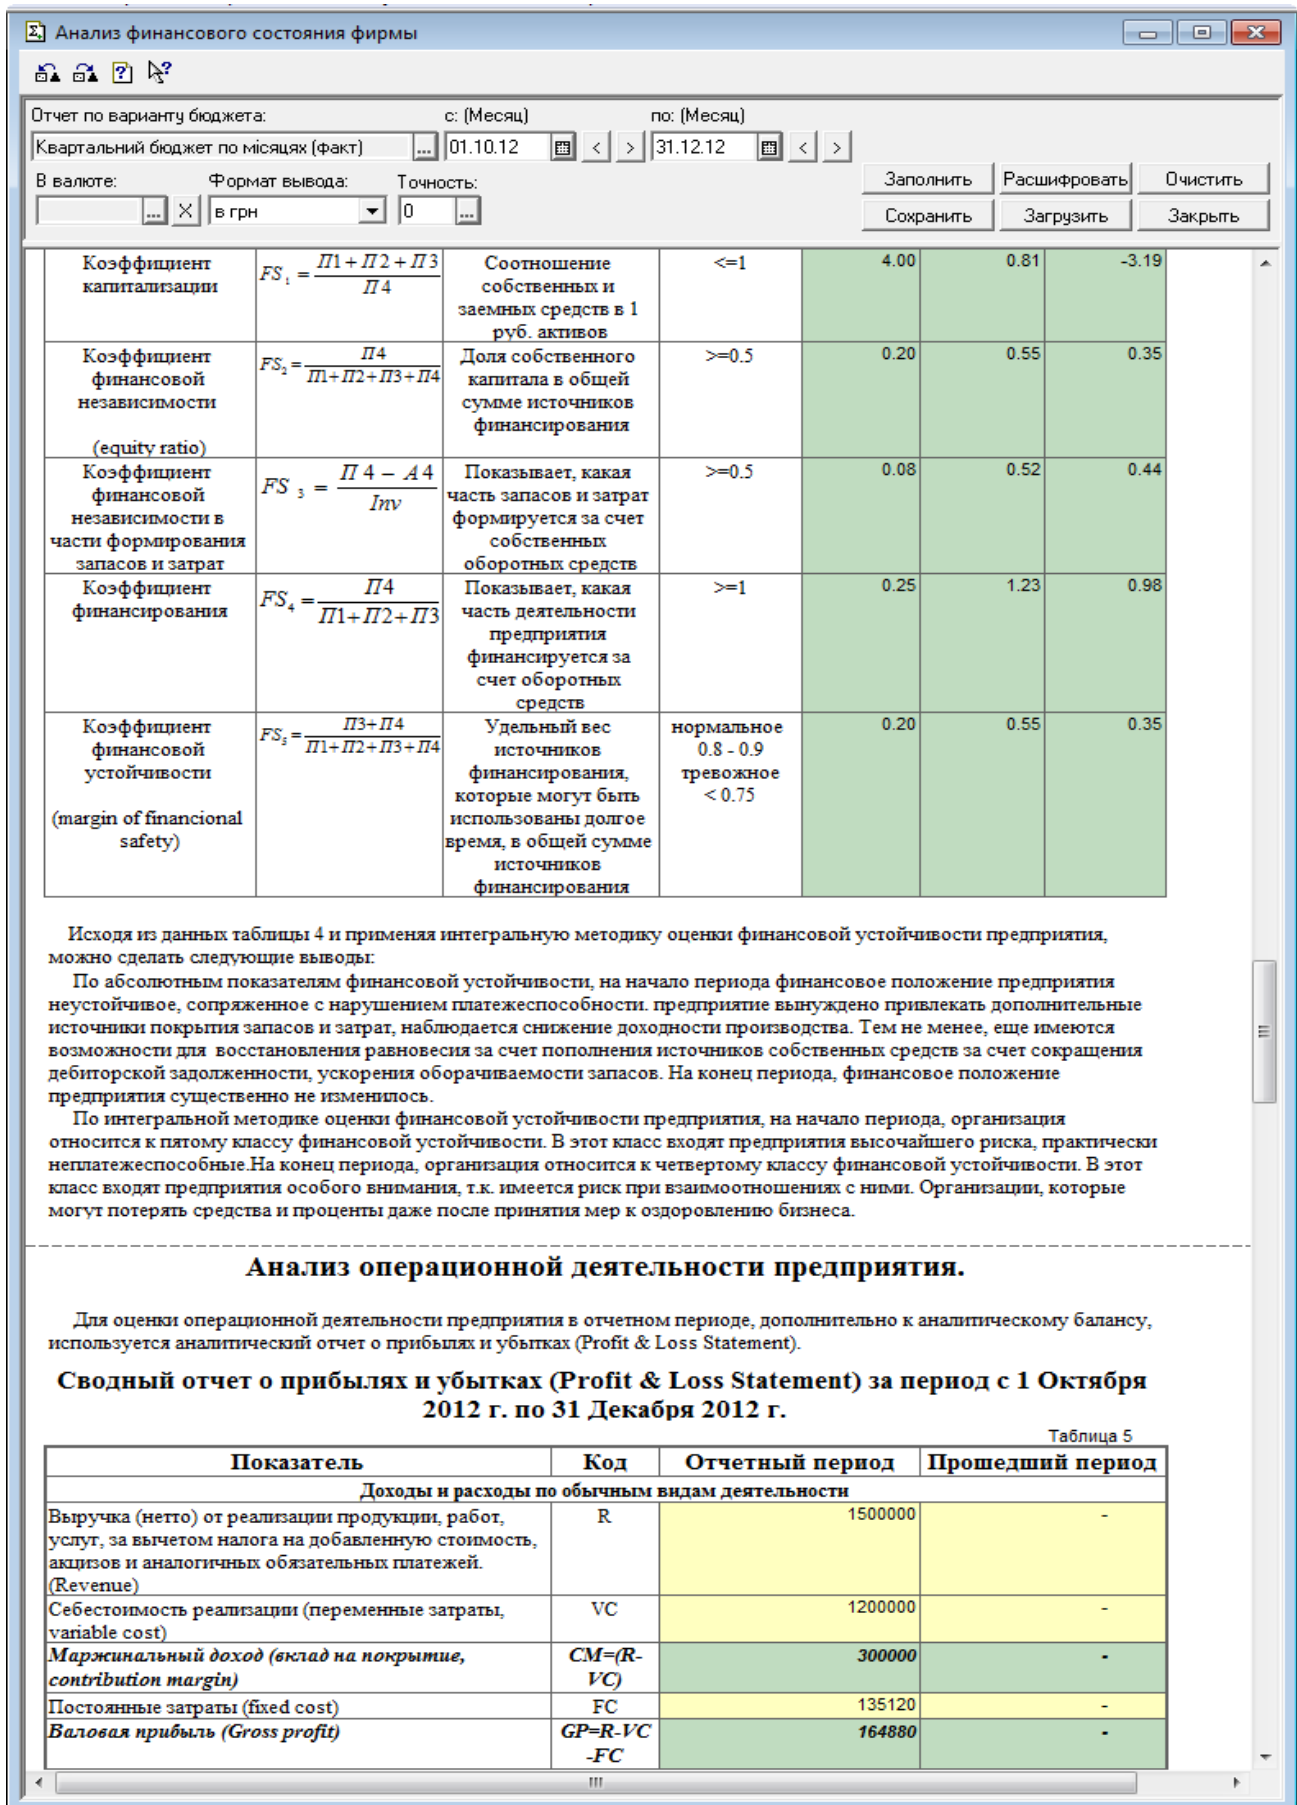 Анализ финансового состояния фирмы
Отчет по варианту бюджета: с: (Месяц) по: (Месяц)
Квартальний бюджет по місяцях (факт) ... 01.10.12 < > 31.12.12 < >
В валюте: Формат вывода: Точность:
... X в грн 0 ...
Заполнить Расшифровать Очистить
Сохранить Загрузить Закрыть
Коэффициент капитализации
FS₁ = (П1+П2+П3)/П4
Соотношение
собственных и
заемных средств в 1
руб. активов
<=1 4.00 0.81 -3.19
Коэффициент
финансовой
независимости
(equity ratio)
FS₂ = П4/(П1+П2+П3+П4)
Доля собственного
капитала в общей
сумме источников
финансирования
>=0.5 0.20 0.55 0.35
Коэффициент
финансовой
независимости в
части формирования
запасов и затрат
FS₃ = (П4 – А4)/Inv
Показывает, какая
часть запасов и затрат
формируется за счет
собственных
оборотных средств
>=0.5 0.08 0.52 0.44
Коэффициент
финансирования
FS₄ = П4/(П1+П2+П3)
Показывает, какая
часть деятельности
предприятия
финансируется за
счет оборотных
средств
>=1 0.25 1.23 0.98
Коэффициент
финансовой
устойчивости
(margin of financional
safety)
FS₅ = (П3+П4)/(П1+П2+П3+П4)
Удельный вес
источников
финансирования,
которые могут быть
использованы долгое
время, в общей сумме
источников
финансирования
нормальное
0.8 - 0.9
тревожное
< 0.75
0.20 0.55 0.35
Исходя из данных таблицы 4 и применяя интегральную методику оценки финансовой устойчивости предприятия,
можно сделать следующие выводы:
По абсолютным показателям финансовой устойчивости, на начало периода финансовое положение предприятия
неустойчивое, сопряженное с нарушением платежеспособности. предприятие вынуждено привлекать дополнительные
источники покрытия запасов и затрат, наблюдается снижение доходности производства. Тем не менее, еще имеются
возможности для восстановления равновесия за счет пополнения источников собственных средств за счет сокращения
дебиторской задолженности, ускорения оборачиваемости запасов. На конец периода, финансовое положение
предприятия существенно не изменилось.
По интегральной методике оценки финансовой устойчивости предприятия, на начало периода, организация
относится к пятому классу финансовой устойчивости. В этот класс входят предприятия высочайшего риска, практически
неплатежеспособные.На конец периода, организация относится к четвертому классу финансовой устойчивости. В этот
класс входят предприятия особого внимания, т.к. имеется риск при взаимоотношениях с ними. Организации, которые
могут потерять средства и проценты даже после принятия мер к оздоровлению бизнеса.
Анализ операционной деятельности предприятия.
Для оценки операционной деятельности предприятия в отчетном периоде, дополнительно к аналитическому балансу,
используется аналитический отчет о прибылях и убытках (Profit & Loss Statement).
Сводный отчет о прибылях и убытках (Profit & Loss Statement) за период с 1 Октября
2012 г. по 31 Декабря 2012 г.
Таблица 5
Показатель Код Отчетный период Прошедший период
Доходы и расходы по обычным видам деятельности
Выручка (нетто) от реализации продукции, работ,
услуг, за вычетом налога на добавленную стоимость,
акцизов и аналогичных обязательных платежей.
(Revenue)
R 1500000 -
Себестоимость реализации (переменные затраты,
variable cost)
VC 1200000 -
Маржинальный доход (вклад на покрытие,
contribution margin)
CM=(R-
VC)
300000 -
Постоянные затраты (fixed cost) FC 135120 -
Валовая прибыль (Gross profit) GP=R-VC
-FC
164880 -